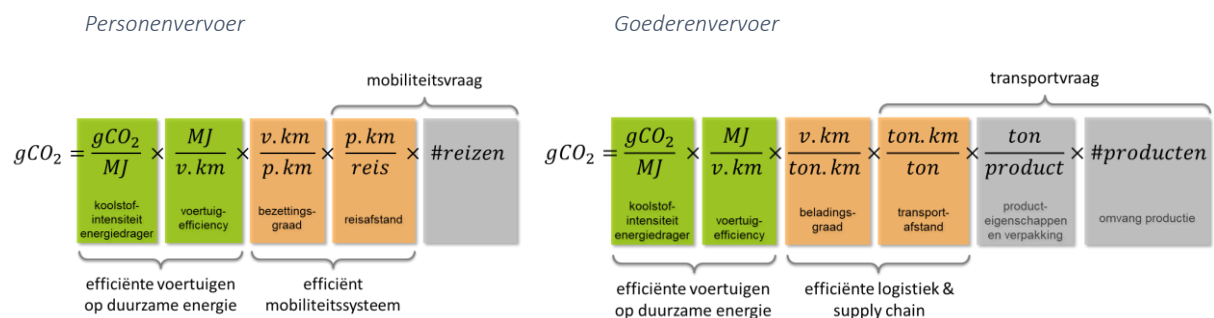 Personenvervoer
mobiliteitsvraag
gCO₂ = gCO₂/MJ × MJ/v.km × v.km/p.km × p.km/reis × #reizen
koolstof-
intensiteit
energiedrager
voertuig-
efficiency
bezettings-
graad
reisafstand
efficiënte voertuigen
op duurzame energie
efficiënt
mobiliteitssysteem
Goederenvervoer
transportvraag
gCO₂ = gCO₂/MJ × MJ/v.km × v.km/ton.km × ton.km/ton × ton/product × #producten
koolstof-
intensiteit
energiedrager
voertuig-
efficiency
beladings-
graad
transport-
afstand
product-
eigenschappen
en verpakking
omvang productie
efficiënte voertuigen
op duurzame energie
efficiënte logistiek &
supply chain